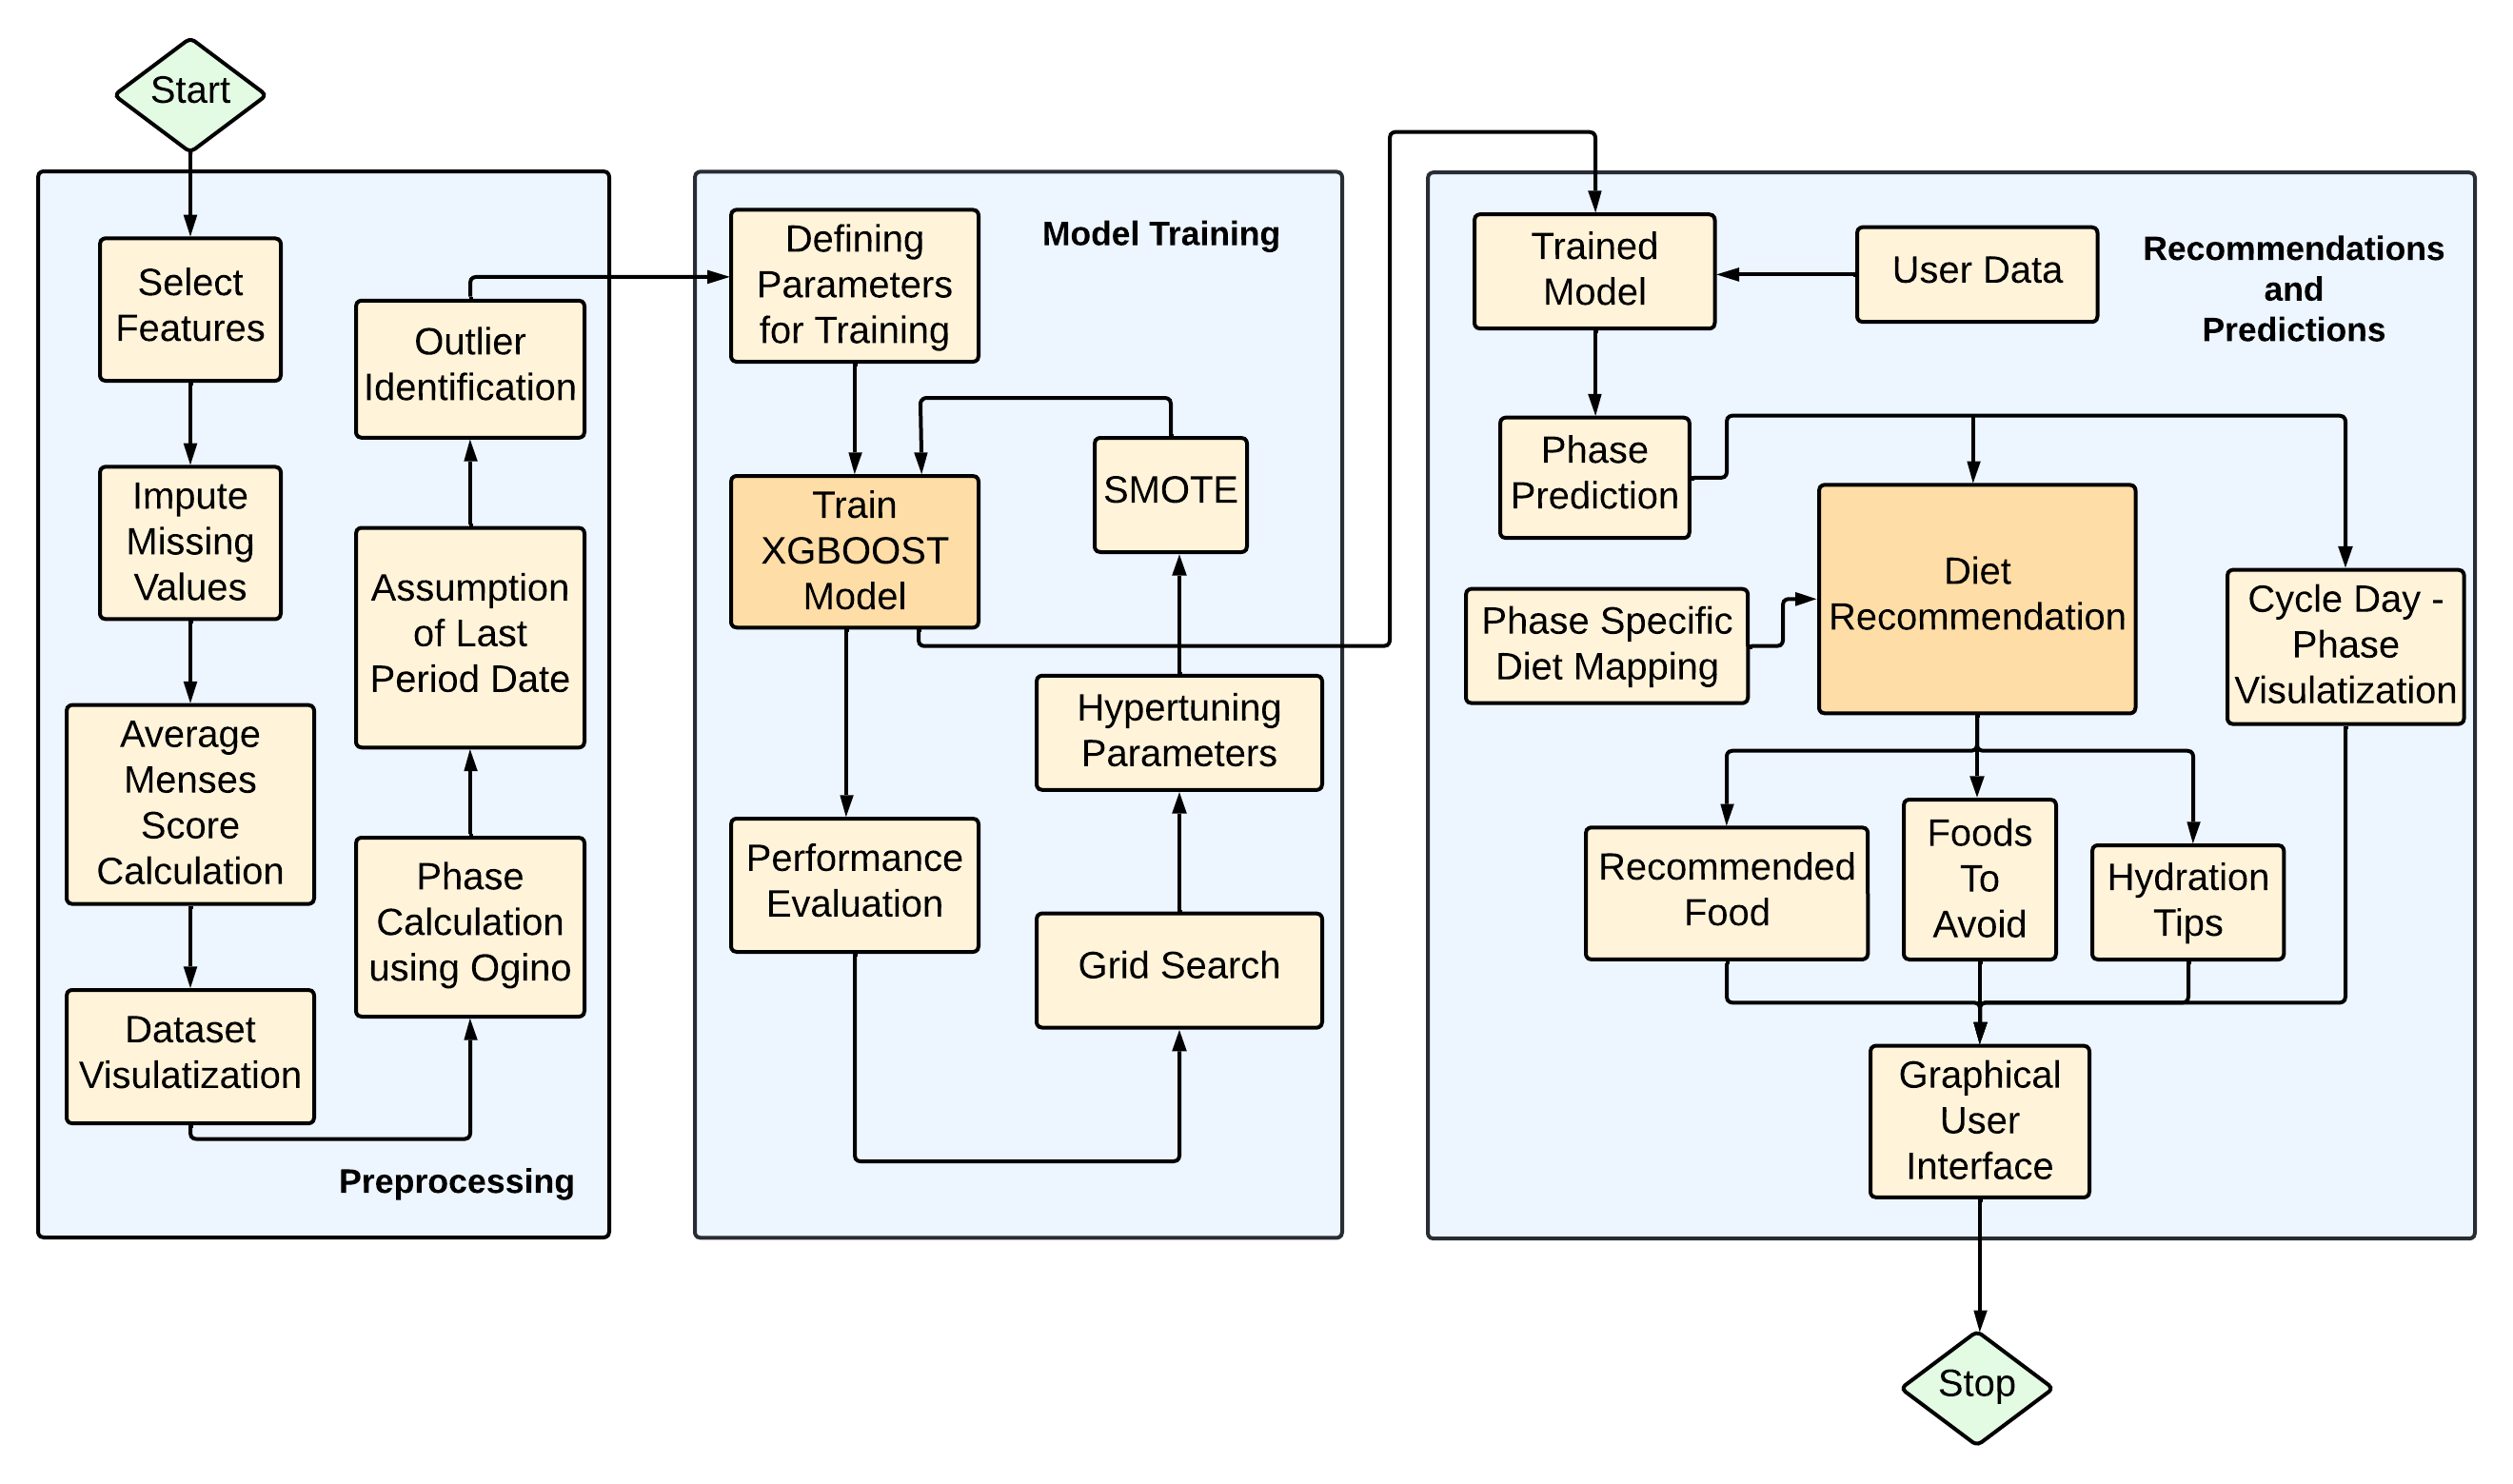 Start
Select
Features
Impute
Missing
Values
Average
Menses
Score
Calculation
Dataset
Visulatization
Outlier
Identification
Assumption
of Last
Period Date
Phase
Calculation
using Ogino
Preprocessing
Defining
Parameters
for Training
Model Training
Train
XGBOOST
Model
SMOTE
Hypertuning
Parameters
Performance
Evaluation
Grid Search
Trained
Model
User Data
Recommendations
and
Predictions
Phase
Prediction
Phase Specific
Diet Mapping
Diet
Recommendation
Cycle Day -
Phase
Visulatization
Recommended
Food
Foods
To
Avoid
Hydration
Tips
Graphical
User
Interface
Stop